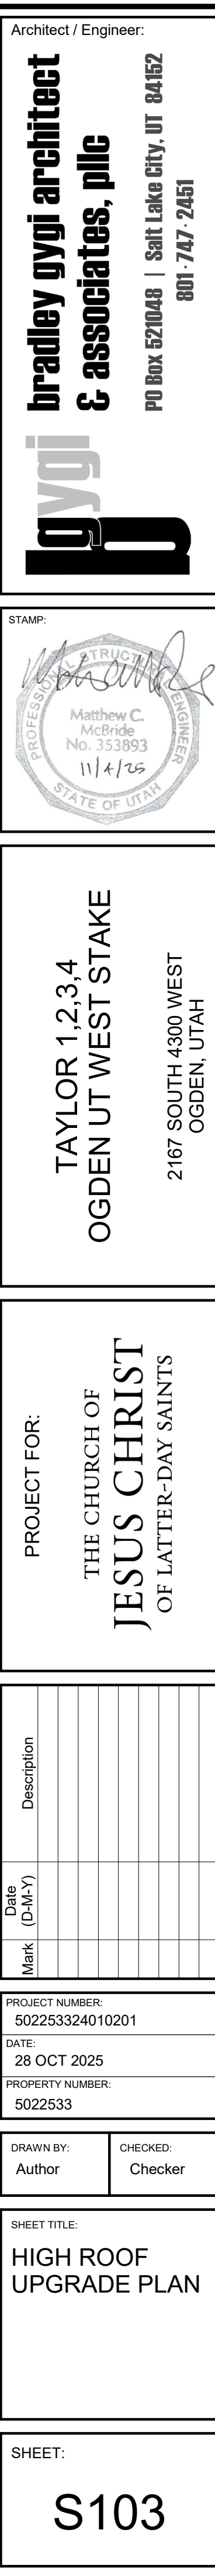 Architect / Engineer:
bradley gygi architect
& associates, pllc
PO Box 521048 | Salt Lake City, UT 84152
801 · 747 · 2451
bgygi
STAMP:
PROFESSIONAL STRUCTURAL ENGINEER
Matthew C.
McBride
No. 353893
11/4/25
STATE OF UTAH
TAYLOR 1,2,3,4
OGDEN UT WEST STAKE
2167 SOUTH 4300 WEST
OGDEN, UTAH
PROJECT FOR:
THE CHURCH OF
JESUS CHRIST
OF LATTER-DAY SAINTS
Mark
Date
(D-M-Y)
Description
PROJECT NUMBER:
502253324010201
DATE:
28 OCT 2025
PROPERTY NUMBER:
5022533
DRAWN BY:
Author
CHECKED:
Checker
SHEET TITLE:
HIGH ROOF
UPGRADE PLAN
SHEET:
S103